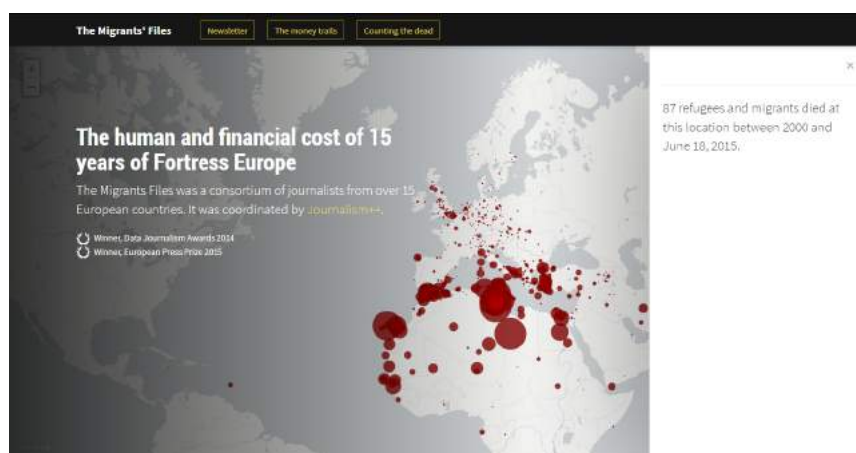 The Migrants' Files
Newsletter
The money trails
Counting the dead
+
−
×
The human and financial cost of 15
years of Fortress Europe
The Migrants Files was a consortium of journalists from over 15
European countries. It was coordinated by Journalism++.
Winner, Data Journalism Awards 2014
Winner, European Press Prize 2015
87 refugees and migrants died at
this location between 2000 and
June 18, 2015.